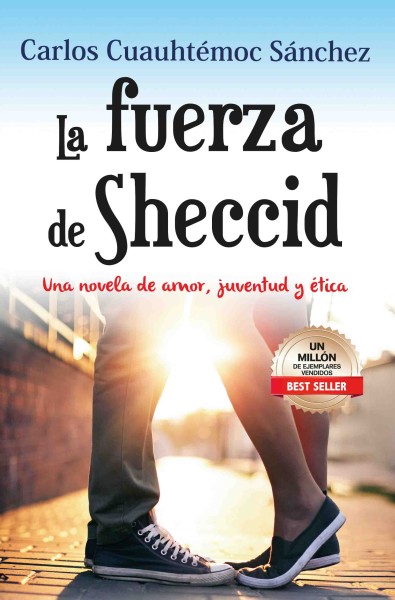 Carlos Cuauhtémoc Sánchez
La fuerza
de Sheccid
Una novela de amor, juventud y ética
UN
MILLÓN
DE EJEMPLARES
VENDIDOS
BEST SELLER